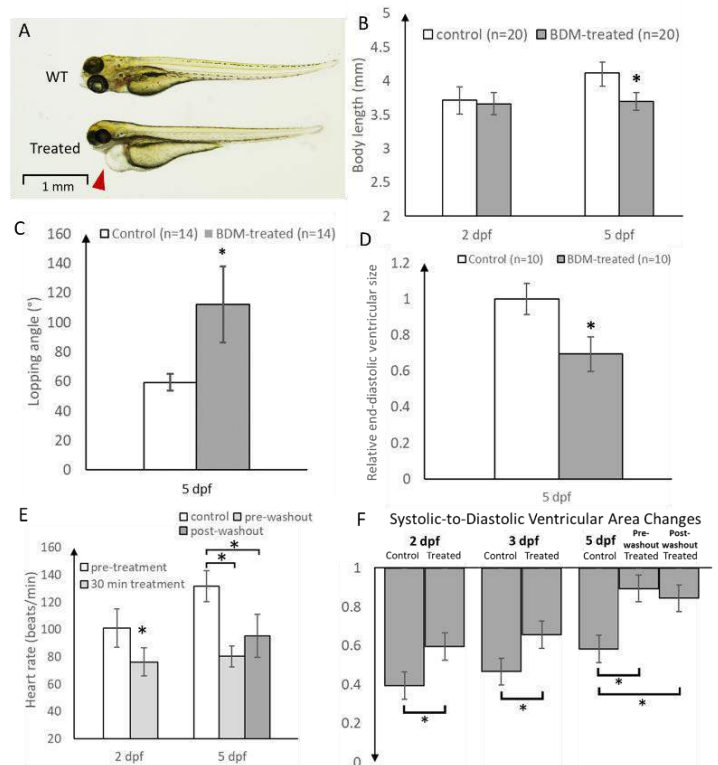 A
WT
Treated
1 mm
B
5
control (n=20) BDM-treated (n=20)
4.5
4
*
3.5
3
2.5
2
Body length (mm)
2 dpf 5 dpf
C
160
Control (n=14) BDM-treated (n=14)
140
*
120
100
80
60
40
20
0
Lopping angle (°)
5 dpf
D
Control (n=10) BDM-treated (n=10)
1.2
1
*
0.8
0.6
0.4
0.2
0
Relative end-diastolic ventricular size
5 dpf
E
control pre-washout
post-washout
160
*
140
pre-treatment
*
120
30 min treatment
100
*
80
60
40
20
Heart rate (beats/min)
2 dpf 5 dpf
F Systolic-to-Diastolic Ventricular Area Changes
2 dpf 3 dpf 5 dpf Pre-washout Post-washout
Control Treated Control Treated Control Treated Treated
1
0.8
0.6
0.4
* * * *
0.2
0